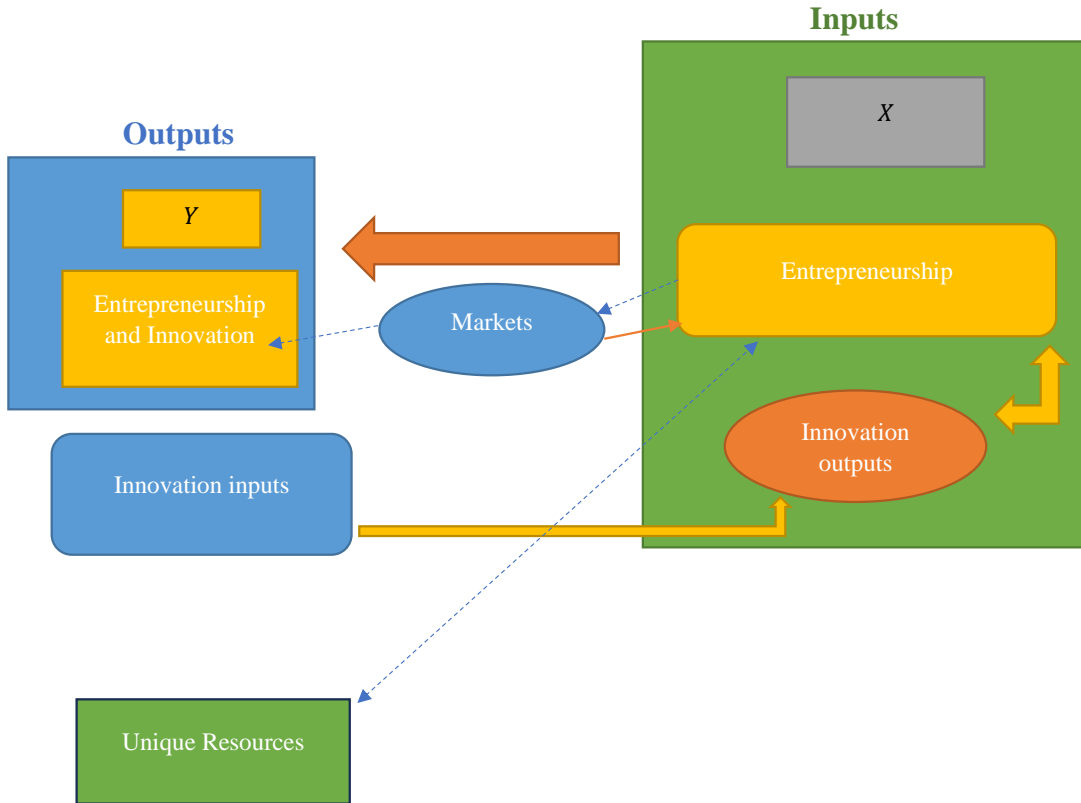 Inputs
X
Outputs
Y
Entrepreneurship
Entrepreneurship
and Innovation
Markets
Innovation
outputs
Innovation inputs
Unique Resources